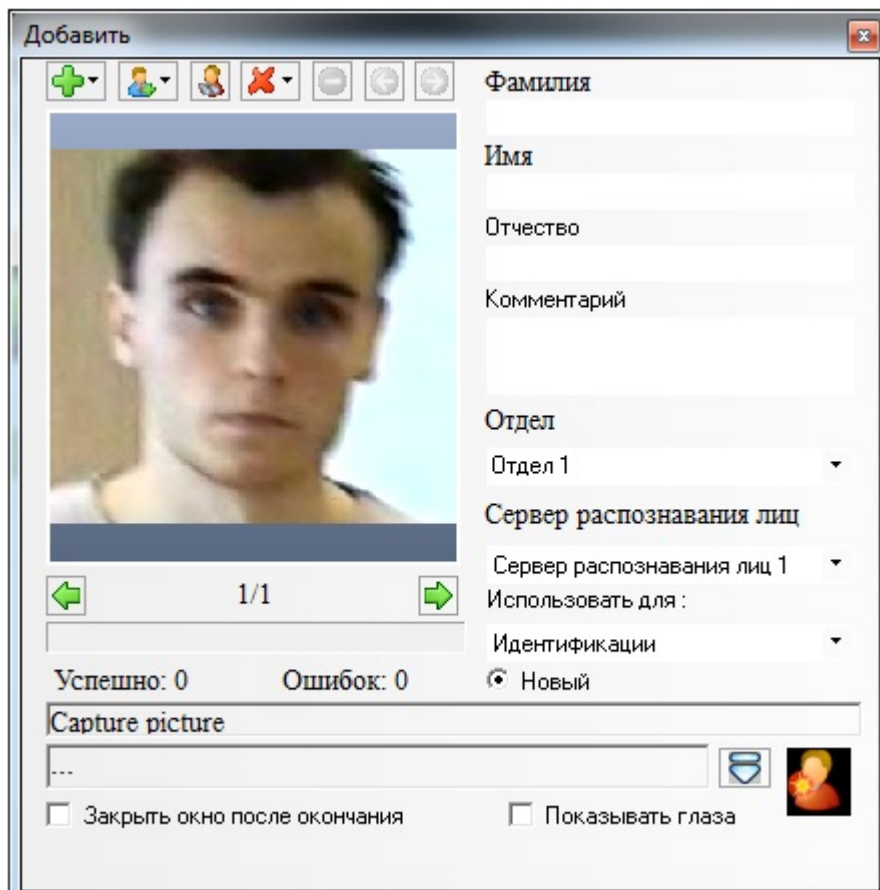 Добавить
Фамилия
Имя
Отчество
Комментарий
Отдел
Отдел 1
Сервер распознавания лиц
Сервер распознавания лиц 1
1/1
Использовать для :
Идентификации
Успешно: 0 Ошибок: 0
Новый
Capture picture
...
Закрыть окно после окончания
Показывать глаза